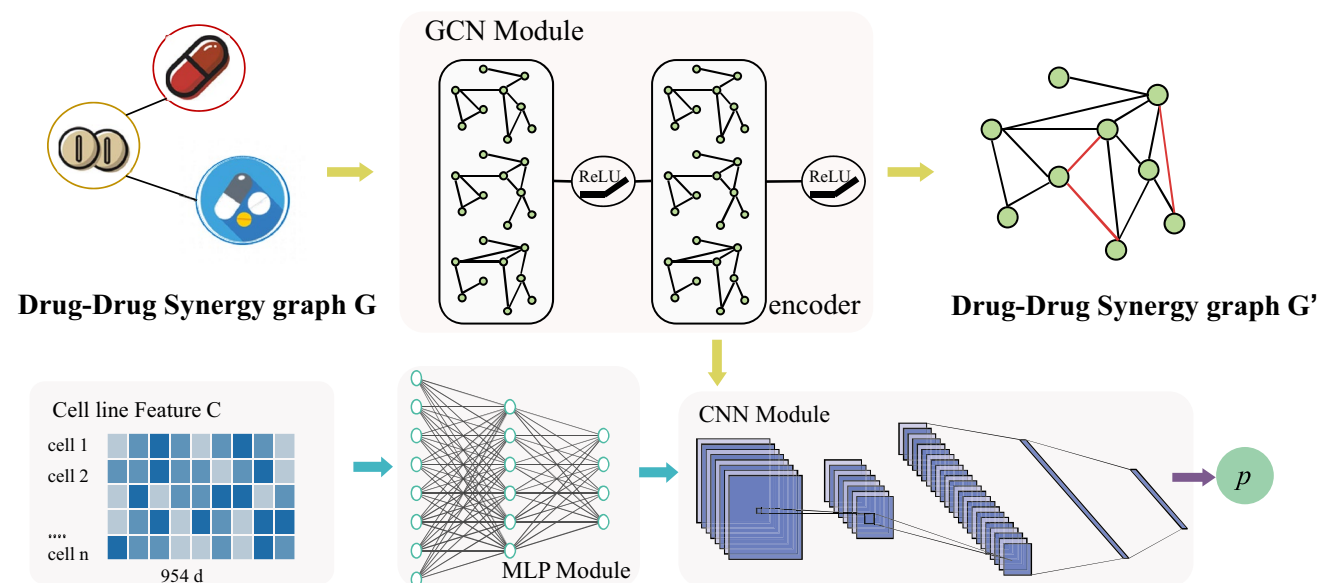 GCN Module
ReLU
ReLU
encoder
Drug-Drug Synergy graph G
Drug-Drug Synergy graph G’
Cell line Feature C
cell 1
cell 2
.....
cell n
954 d
MLP Module
CNN Module
p